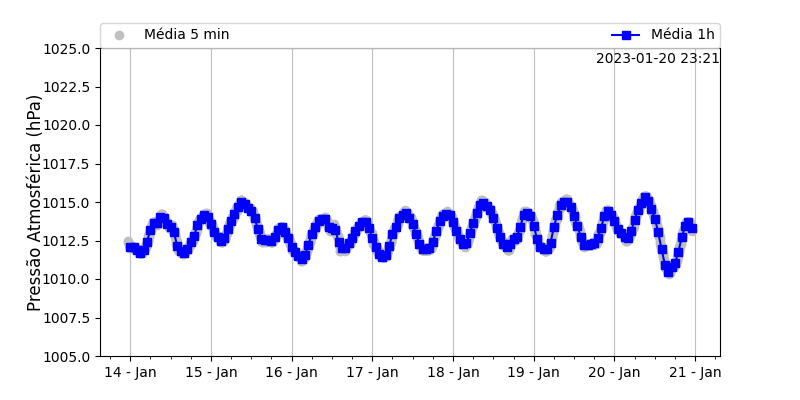 Média 5 min
Média 1h
2023-01-20 23:21
Pressão Atmosférica (hPa)
1025.0
1022.5
1020.0
1017.5
1015.0
1012.5
1010.0
1007.5
1005.0
14 - Jan
15 - Jan
16 - Jan
17 - Jan
18 - Jan
19 - Jan
20 - Jan
21 - Jan